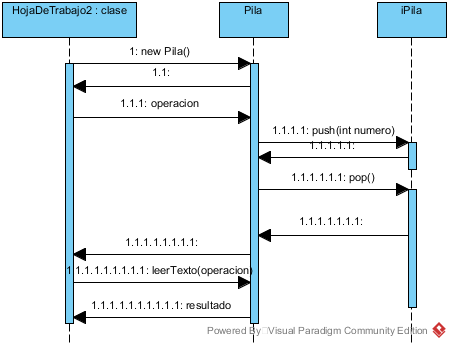 HojaDeTrabajo2 : clase
Pila
iPila
1: new Pila()
1.1:
1.1.1: operacion
1.1.1.1: push(int numero)
1.1.1.1.1:
1.1.1.1.1.1: pop()
1.1.1.1.1.1.1:
1.1.1.1.1.1.1.1:
1.1.1.1.1.1.1.1.1: leerTexto(operacion)
1.1.1.1.1.1.1.1.1.1: resultado
Powered By Visual Paradigm Community Edition